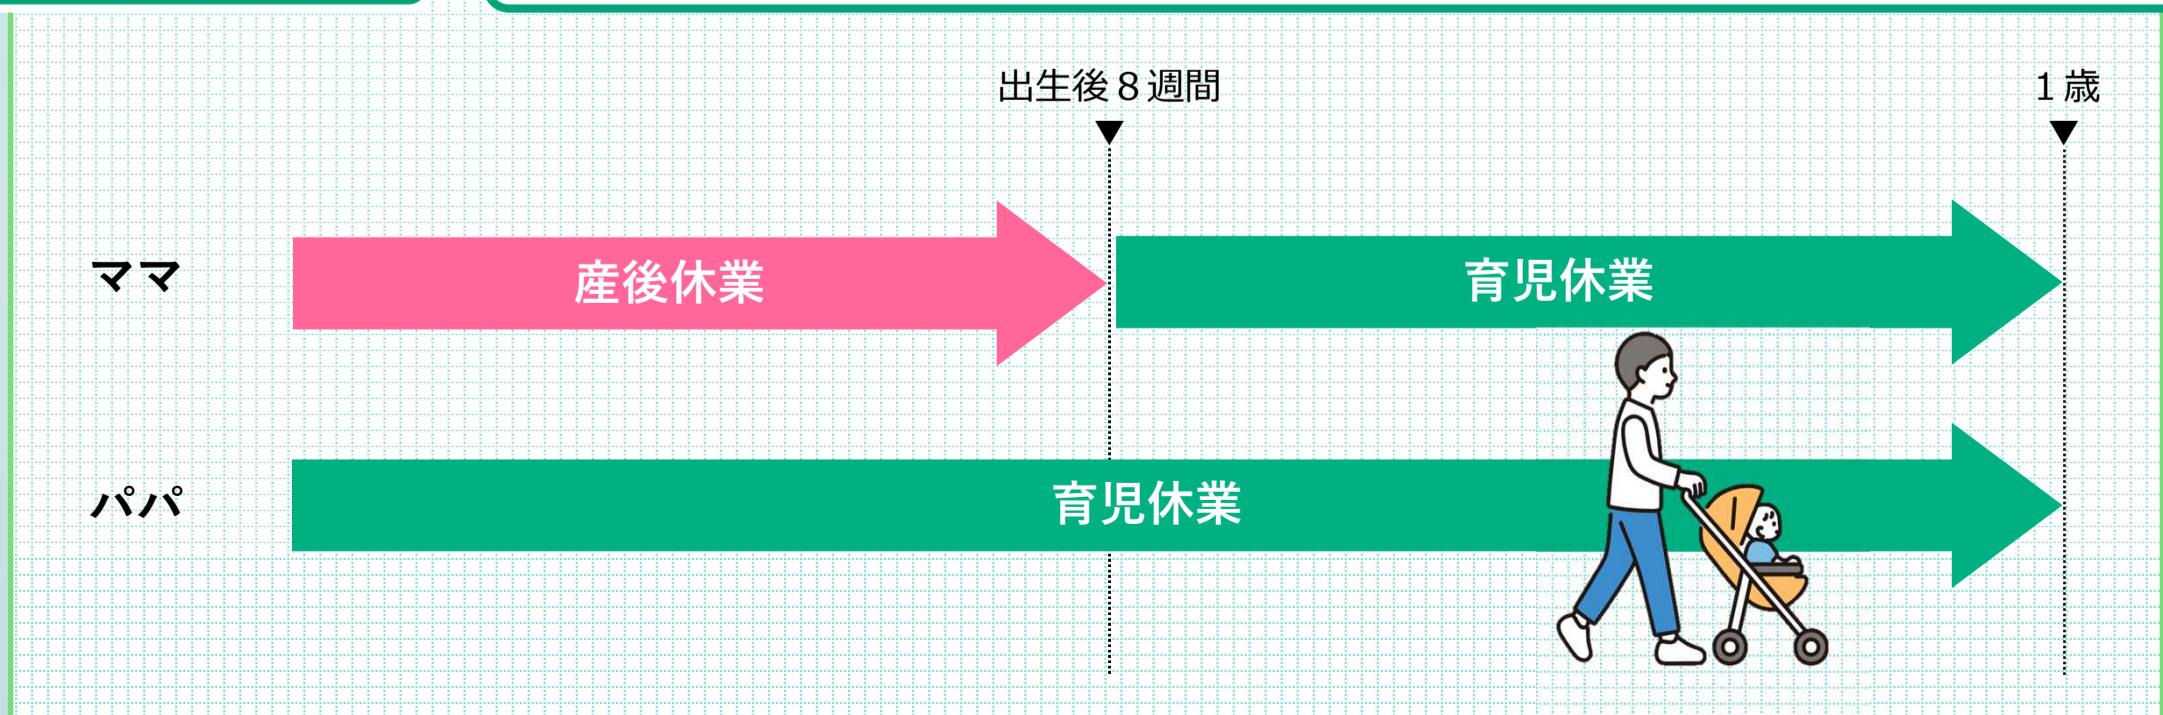 出生後８週間
１歳
ママ
産後休業
育児休業
パパ
育児休業